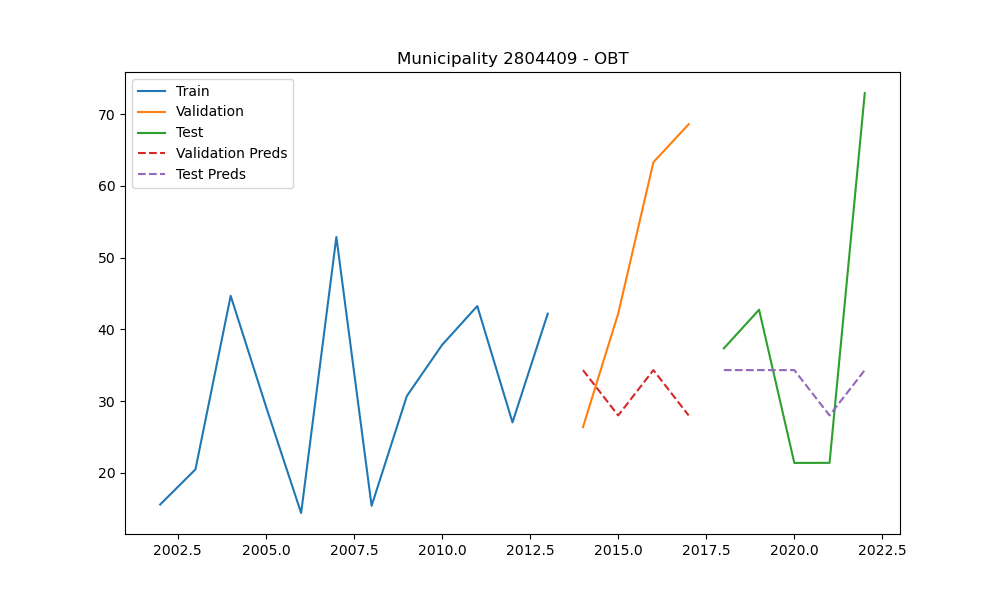 Municipality 2804409 - OBT
Train
Validation
Test
Validation Preds
Test Preds
70
60
50
40
30
20
2002.5 2005.0 2007.5 2010.0 2012.5 2015.0 2017.5 2020.0 2022.5